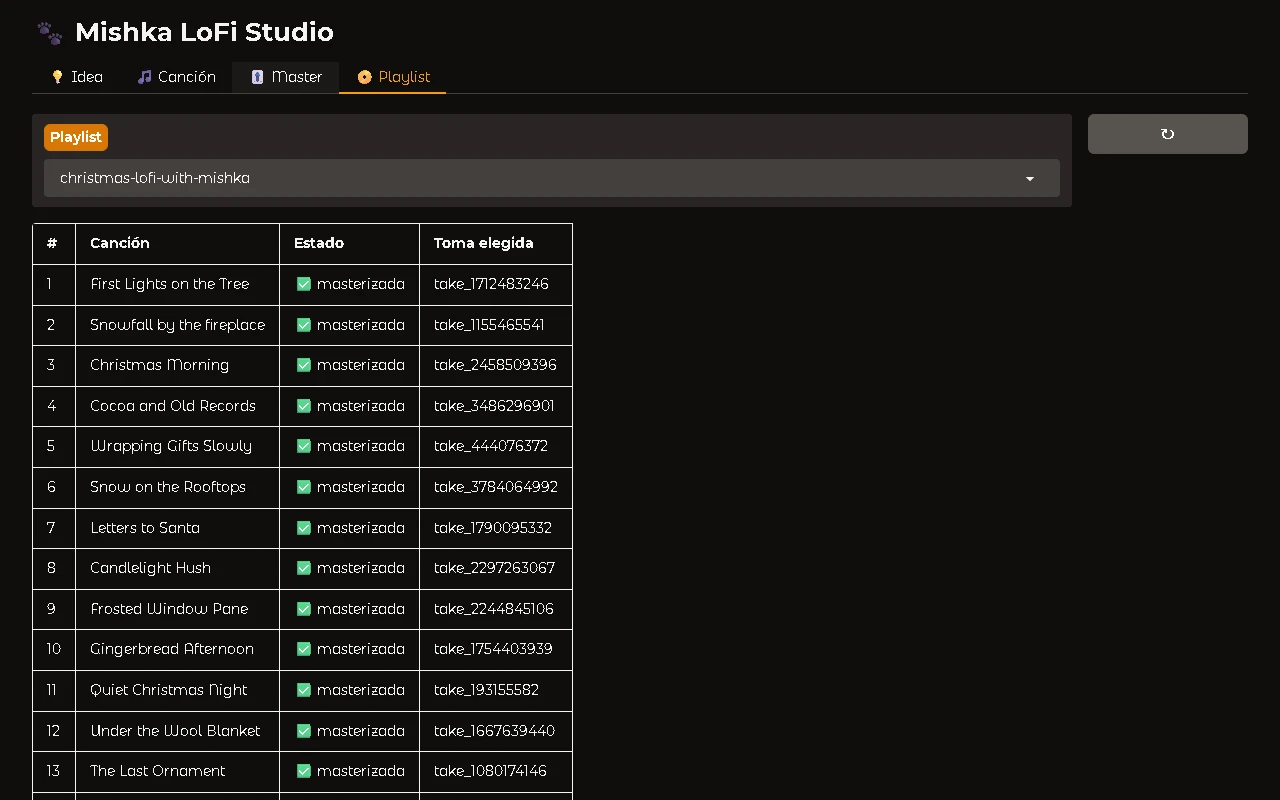 Mishka LoFi Studio
Idea Canción Master Playlist
Playlist
↻
christmas-lofi-with-mishka
# Canción Estado Toma elegida
1 First Lights on the Tree ✅ masterizada take_1712483246
2 Snowfall by the fireplace ✅ masterizada take_1155465541
3 Christmas Morning ✅ masterizada take_2458509396
4 Cocoa and Old Records ✅ masterizada take_3486296901
5 Wrapping Gifts Slowly ✅ masterizada take_444076372
6 Snow on the Rooftops ✅ masterizada take_3784064992
7 Letters to Santa ✅ masterizada take_1790095332
8 Candlelight Hush ✅ masterizada take_2297263067
9 Frosted Window Pane ✅ masterizada take_2244845106
10 Gingerbread Afternoon ✅ masterizada take_1754403939
11 Quiet Christmas Night ✅ masterizada take_193155582
12 Under the Wool Blanket ✅ masterizada take_1667639440
13 The Last Ornament ✅ masterizada take_1080174146